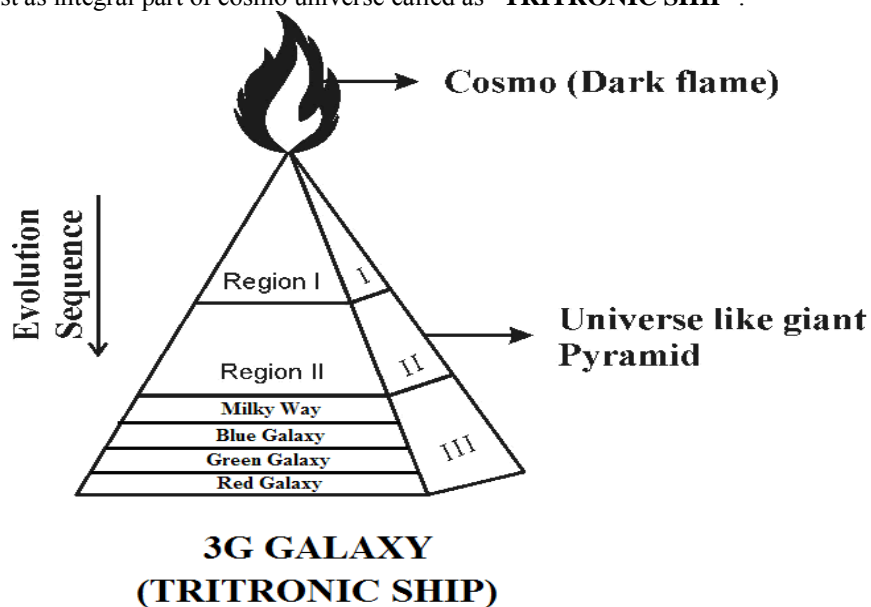 st as integral part of cosmo universe called as "TRITRONIC SHIP".
Cosmo (Dark flame)
Evolution
Sequence
Region I
I
Universe like giant
Pyramid
Region II
II
Milky Way
Blue Galaxy
Green Galaxy
Red Galaxy
III
3G GALAXY
(TRITRONIC SHIP)